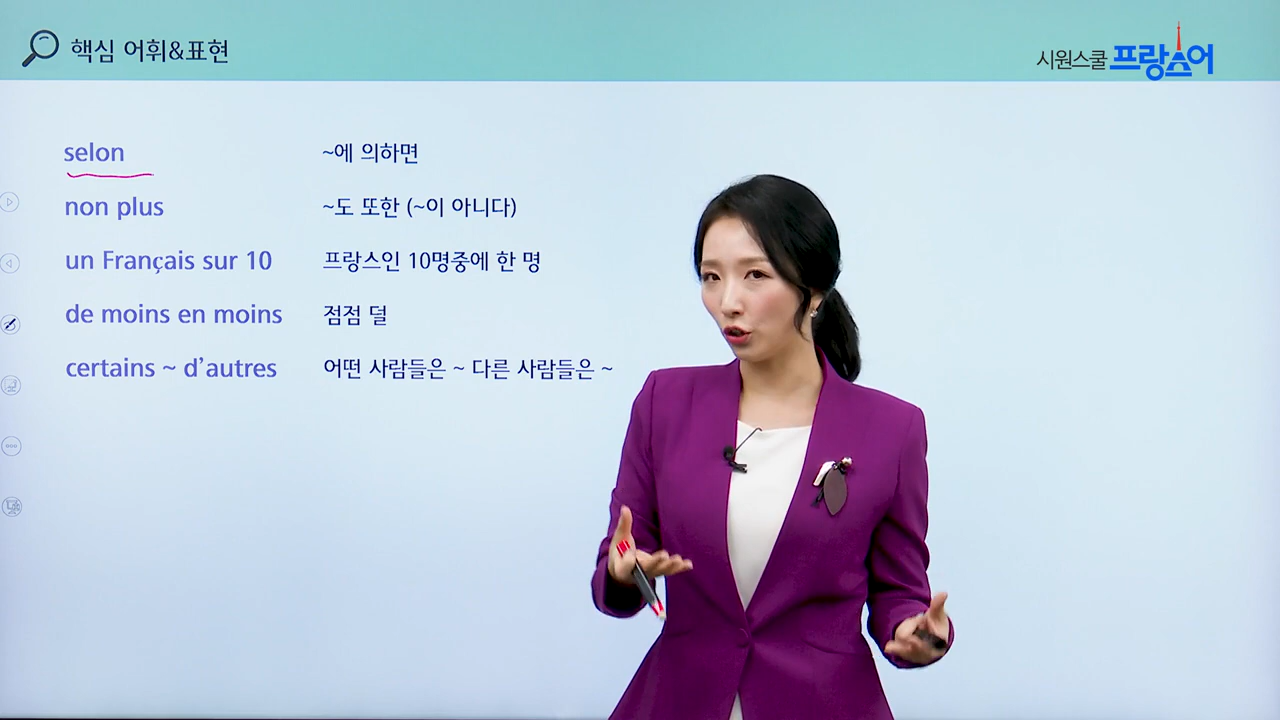 핵심 어휘&표현
시원스쿨 프랑스어
selon ~에 의하면
non plus ~도 또한 (~이 아니다)
un Français sur 10 프랑스인 10명중에 한 명
de moins en moins 점점 덜
certains ~ d’autres 어떤 사람들은 ~ 다른 사람들은 ~